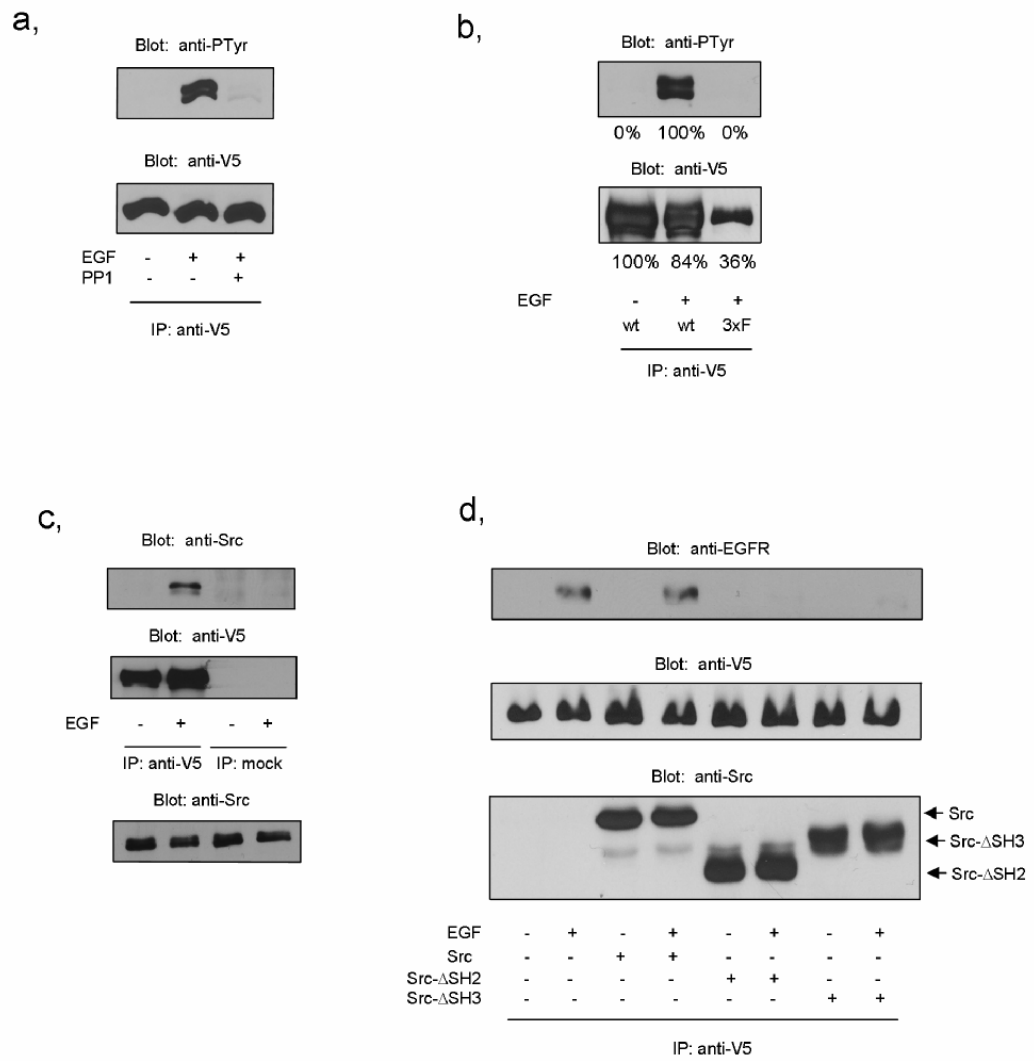 a,
Blot: anti-PTyr
Blot: anti-V5
EGF - + +
PP1 - - +
IP: anti-V5
b,
Blot: anti-PTyr
0% 100% 0%
Blot: anti-V5
100% 84% 36%
EGF - + +
wt wt 3xF
IP: anti-V5
c,
Blot: anti-Src
Blot: anti-V5
EGF - + - +
IP: anti-V5 IP: mock
Blot: anti-Src
d,
Blot: anti-EGFR
Blot: anti-V5
Blot: anti-Src
Src
Src-ΔSH3
Src-ΔSH2
EGF - + - + - + - +
Src - - + + - - - -
Src-ΔSH2 - - - - + + - -
Src-ΔSH3 - - - - - - + +
IP: anti-V5